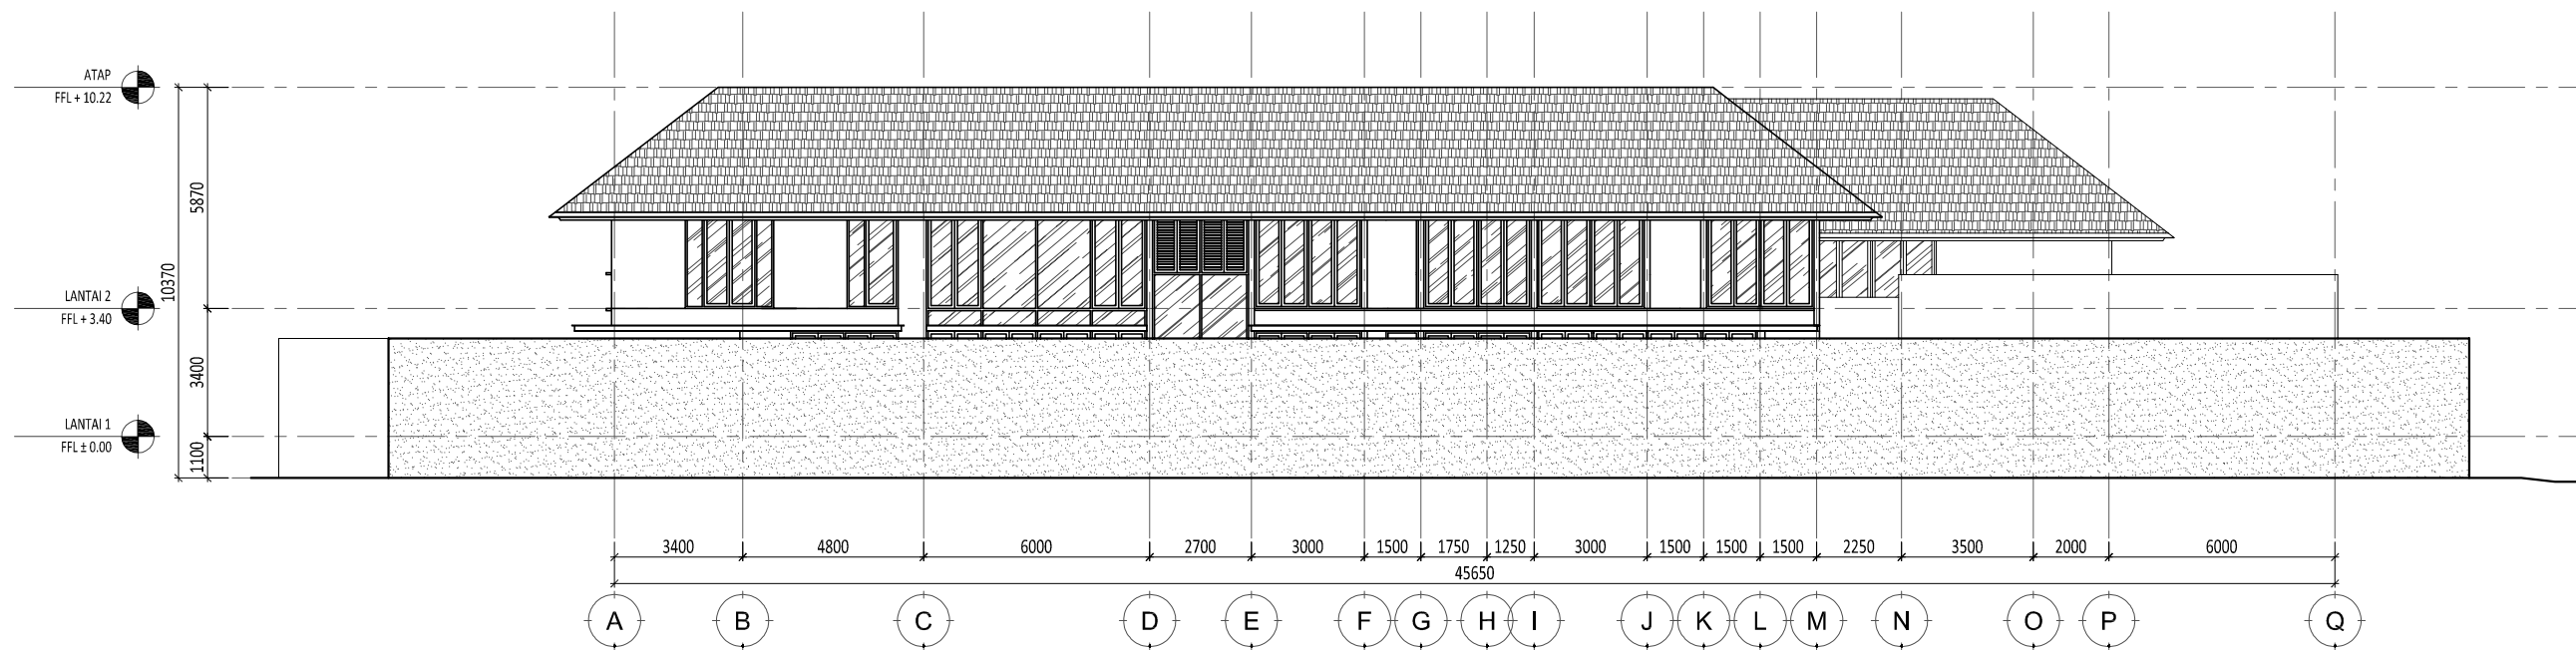 ATAP
FFL + 10.22
5870
10370
LANTAI 2
FFL + 3.40
3400
LANTAI 1
FFL ± 0.00
1100
3400 4800 6000 2700 3000 1500 1750 1250 3000 1500 1500 1500 2250 3500 2000 6000
45650
A B C D E F G H I J K L M N O P Q